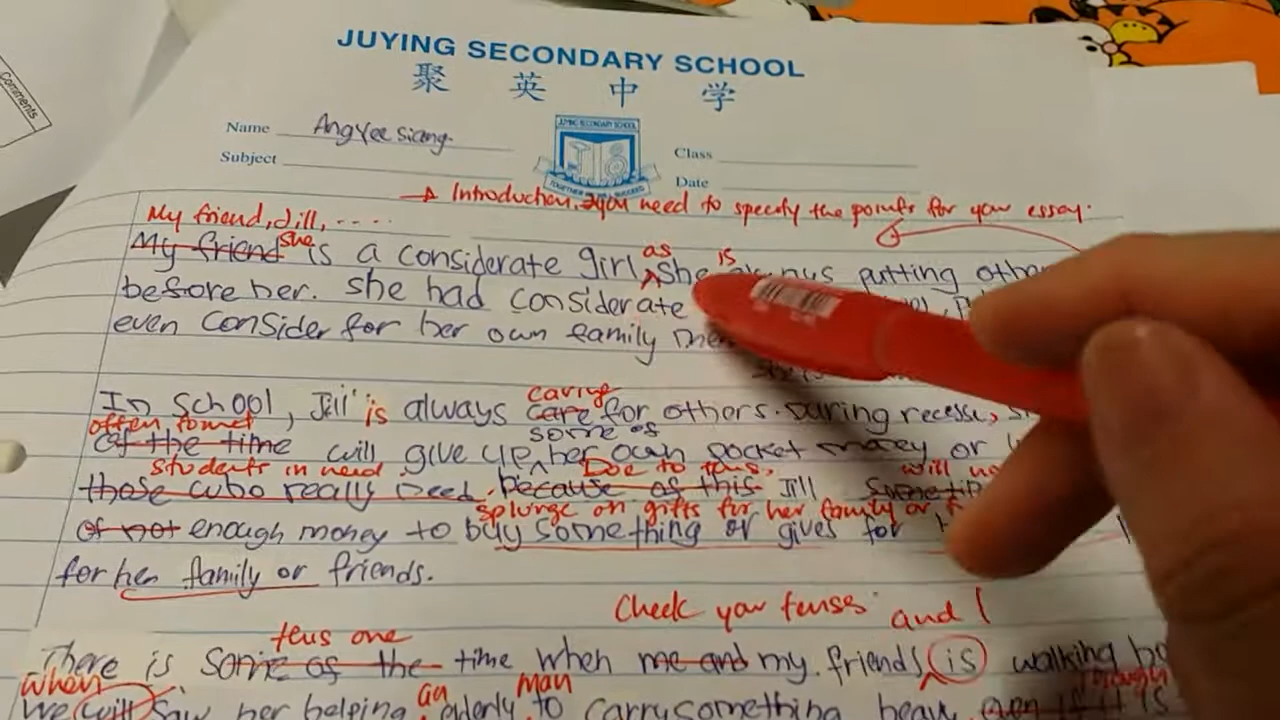 Comments
JUYING SECONDARY SCHOOL
聚 英 中 学
Name Ang Yee Siang.
Subject
Class
Date
→ Introduction. you need to specify the points for your essay.
My friend, Jill, .....
My friend she is a considerate girl, as she is putting
before her. She had considerate
even consider for her own family
caring
In school, Jill is always care for others. During recess,
often, some of
of the time will give up her own pocket money or
students in need Due to this, will
those who really need. because of this Jill
splurge on gifts for her family or
of not enough money to buy something or gives for
for her family or friends.
Check your tenses and
this one
There is some of the time when me and my friends, is walking
when an man
We will saw her helping elderly to carry something heavy